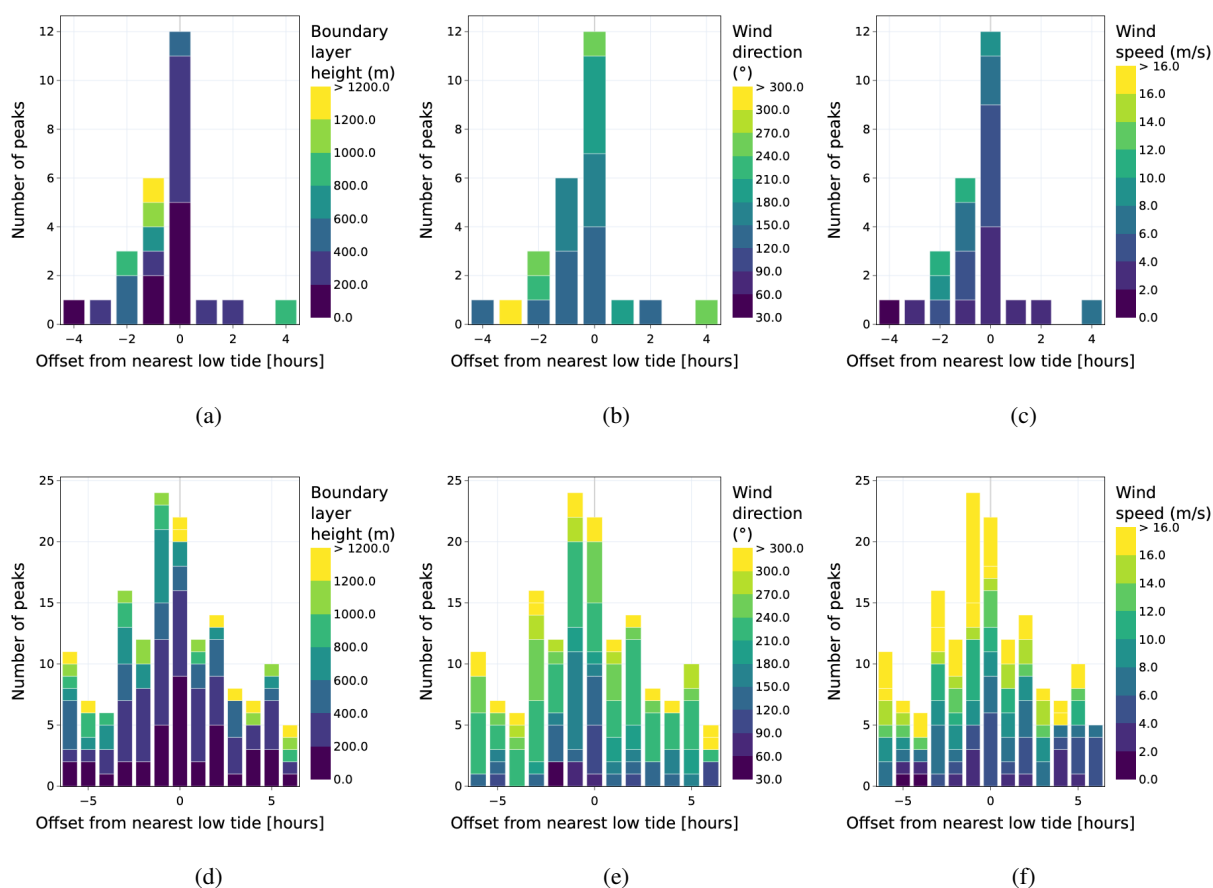 Boundary
layer
height (m)
> 1200.0
1200.0
1000.0
800.0
600.0
400.0
200.0
0.0
12
10
8
6
4
2
0
Number of peaks
−4 −2 0 2 4
Offset from nearest low tide [hours]
(a)
Wind
direction
(°)
> 300.0
300.0
270.0
240.0
210.0
180.0
150.0
120.0
90.0
60.0
30.0
12
10
8
6
4
2
0
Number of peaks
−4 −2 0 2 4
Offset from nearest low tide [hours]
(b)
Wind
speed (m/s)
> 16.0
16.0
14.0
12.0
10.0
8.0
6.0
4.0
2.0
0.0
12
10
8
6
4
2
0
Number of peaks
−4 −2 0 2 4
Offset from nearest low tide [hours]
(c)
Boundary
layer
height (m)
> 1200.0
1200.0
1000.0
800.0
600.0
400.0
200.0
0.0
25
20
15
10
5
0
Number of peaks
−5 0 5
Offset from nearest low tide [hours]
(d)
Wind
direction
(°)
> 300.0
300.0
270.0
240.0
210.0
180.0
150.0
120.0
90.0
60.0
30.0
25
20
15
10
5
0
Number of peaks
−5 0 5
Offset from nearest low tide [hours]
(e)
Wind
speed (m/s)
> 16.0
16.0
14.0
12.0
10.0
8.0
6.0
4.0
2.0
0.0
25
20
15
10
5
0
Number of peaks
−5 0 5
Offset from nearest low tide [hours]
(f)